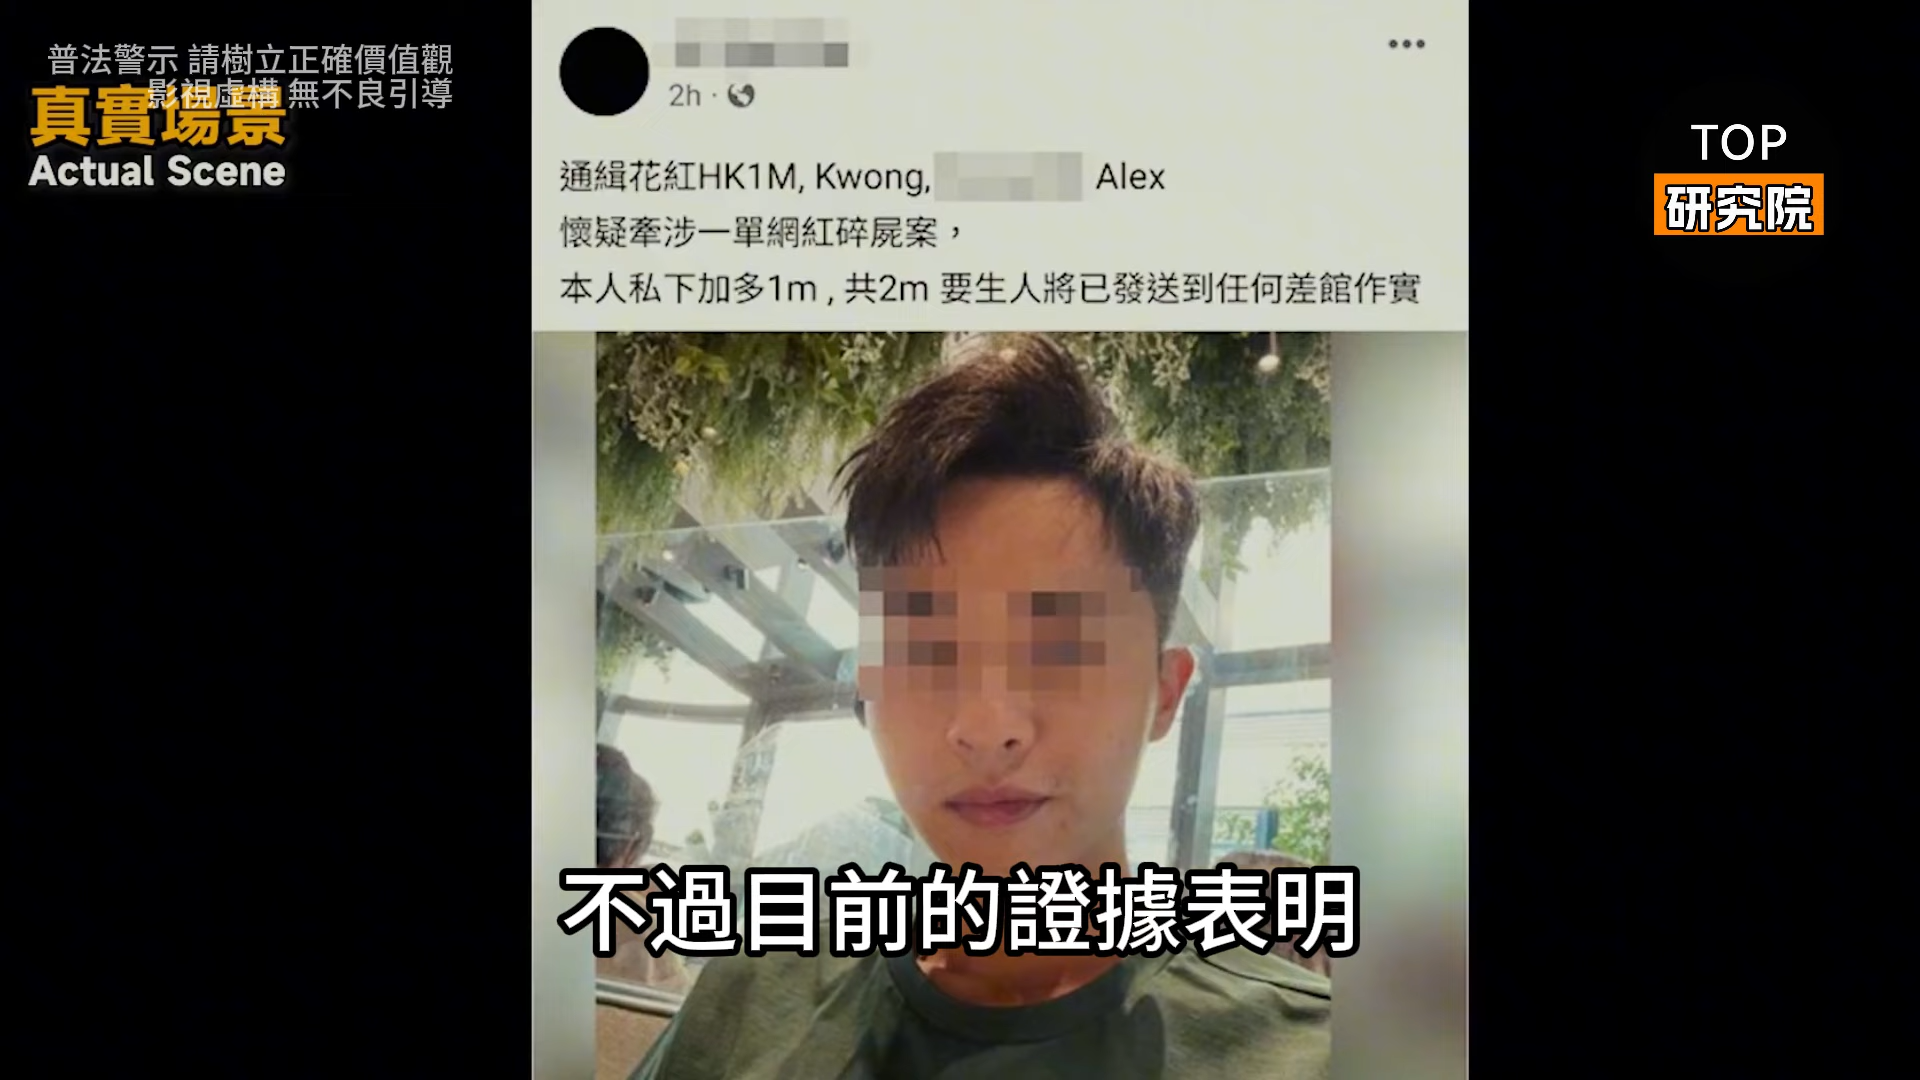 普法警示 請樹立正確價值觀
影視虛構 無不良引導
真實場景
Actual Scene
2h
通緝花紅HK1M, Kwong, Alex
懷疑牽涉一單網紅碎屍案，
本人私下加多1m , 共2m 要生人將已發送到任何差館作實
TOP
研究院
不過目前的證據表明